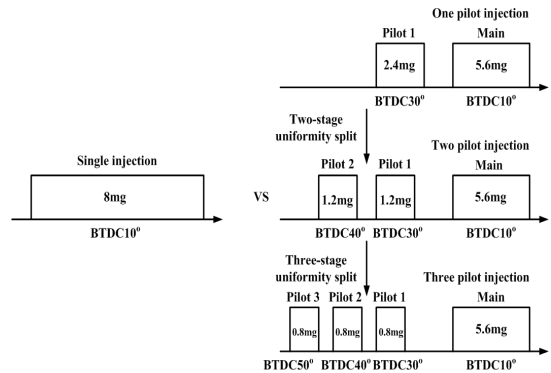 One pilot injection
Pilot 1 Main
2.4mg 5.6mg
BTDC30° BTDC10°
Two-stage
uniformity split
Two pilot injection
Single injection
8mg
BTDC10°
VS
Pilot 2 Pilot 1 Main
1.2mg 1.2mg 5.6mg
BTDC40° BTDC30° BTDC10°
Three-stage
uniformity split
Three pilot injection
Pilot 3 Pilot 2 Pilot 1 Main
0.8mg 0.8mg 0.8mg 5.6mg
BTDC50° BTDC40° BTDC30° BTDC10°